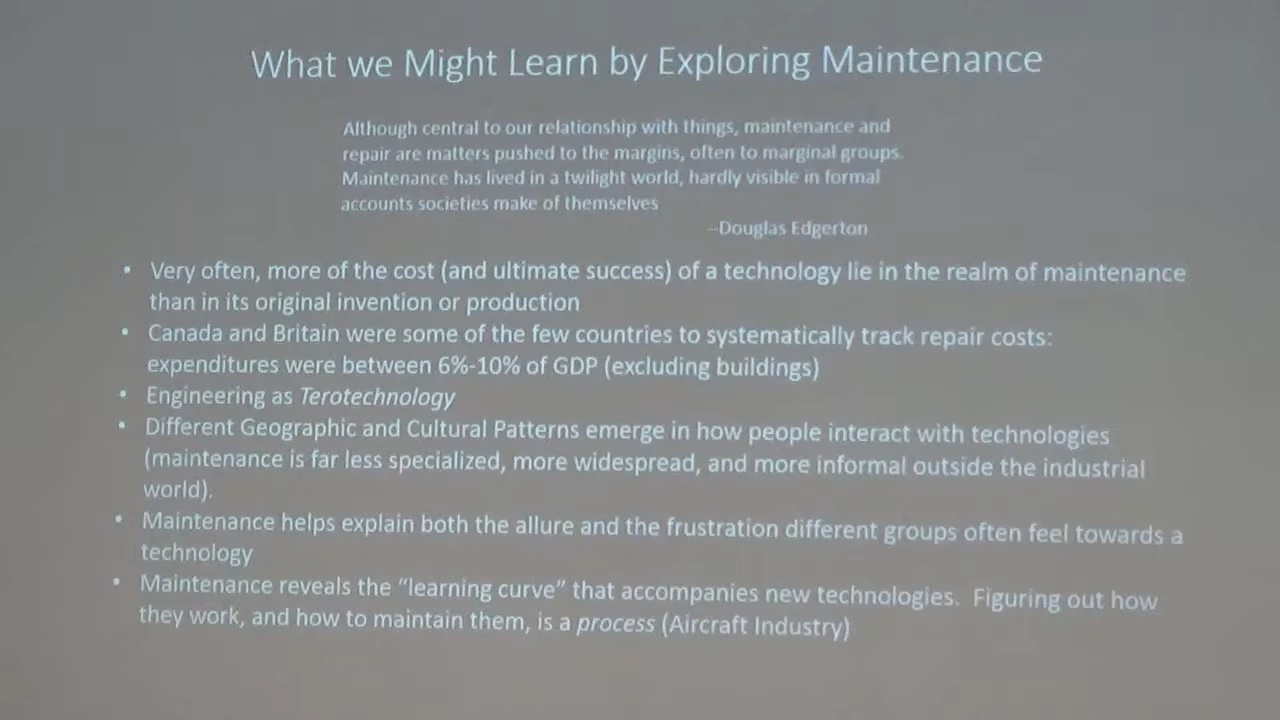 What we Might Learn by Exploring Maintenance
Although central to our relationship with things, maintenance and
repair are matters pushed to the margins, often to marginal groups.
Maintenance has lived in a twilight world, hardly visible in formal
accounts societies make of themselves
–Douglas Edgerton
• Very often, more of the cost (and ultimate success) of a technology lie in the realm of maintenance
than in its original invention or production
• Canada and Britain were some of the few countries to systematically track repair costs:
expenditures were between 6%-10% of GDP (excluding buildings)
• Engineering as Terotechnology
• Different Geographic and Cultural Patterns emerge in how people interact with technologies
(maintenance is far less specialized, more widespread, and more informal outside the industrial
world).
• Maintenance helps explain both the allure and the frustration different groups often feel towards a
technology
• Maintenance reveals the “learning curve” that accompanies new technologies.  Figuring out how
they work, and how to maintain them, is a process (Aircraft Industry)